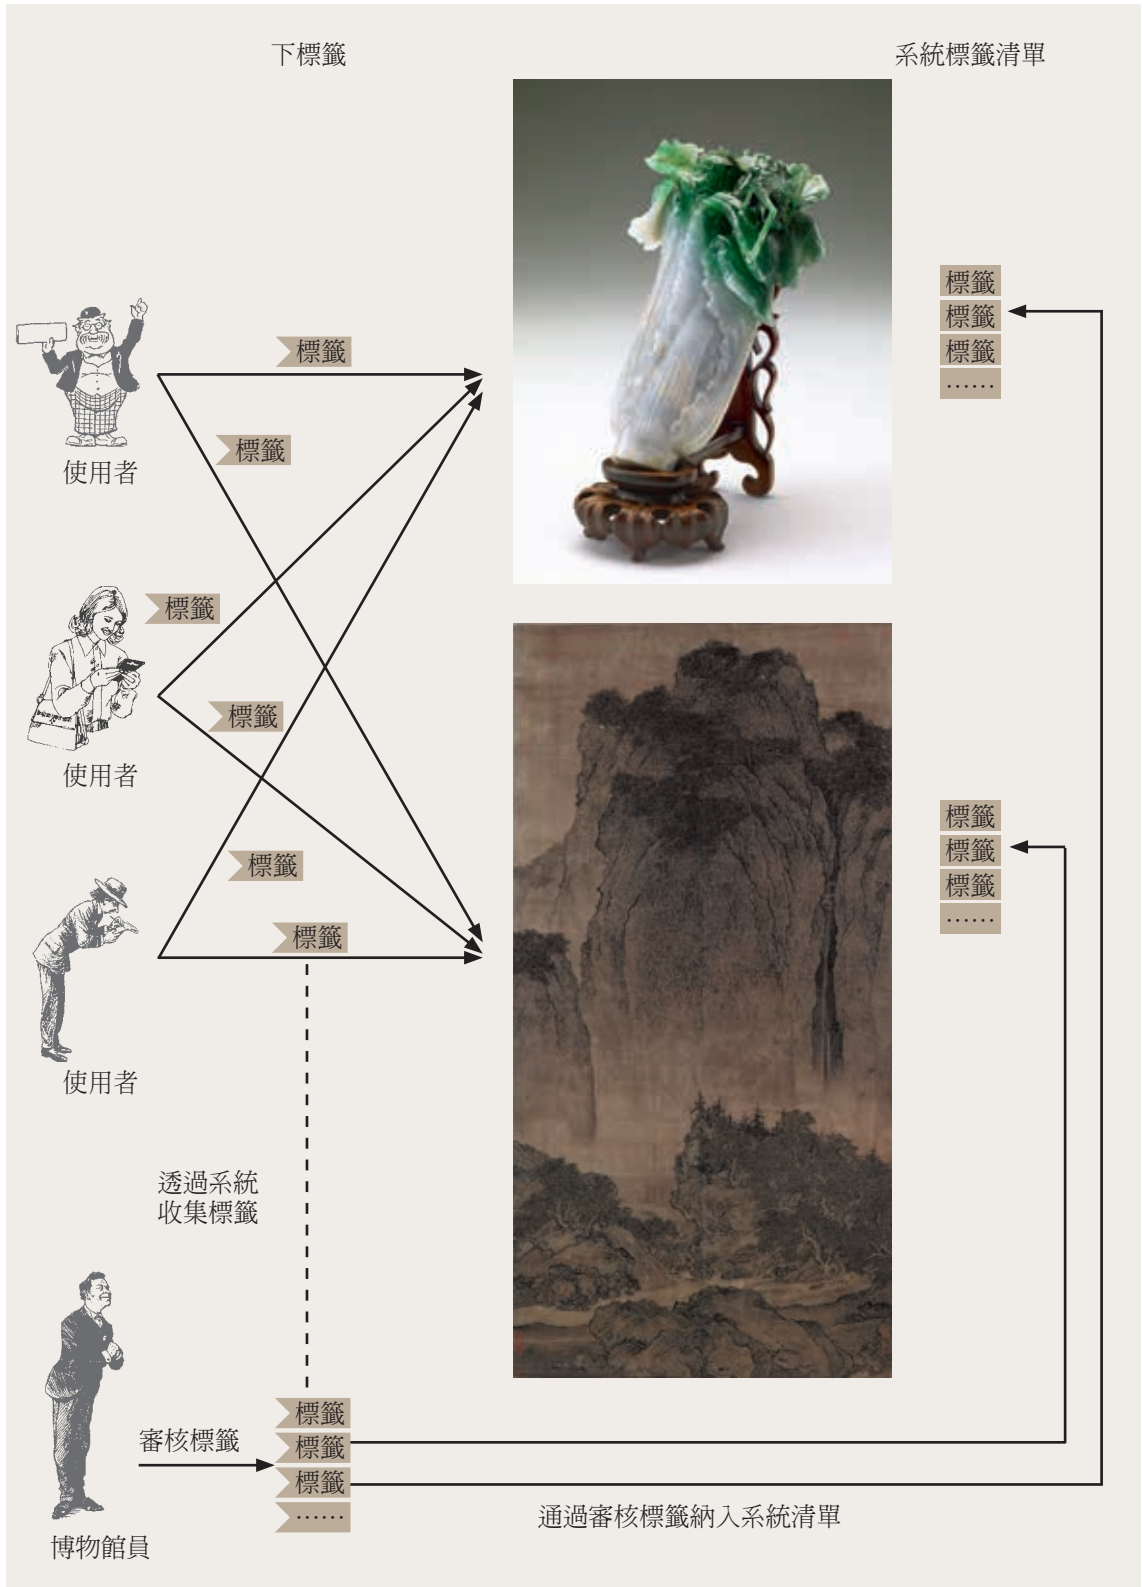 下標籤
系統標籤清單
標籤
標籤
標籤
……
標籤
標籤
使用者
標籤
使用者
標籤
標籤
標籤
標籤
標籤
……
標籤
使用者
透過系統
收集標籤
標籤
審核標籤
標籤
標籤
……
通過審核標籤納入系統清單
博物館員